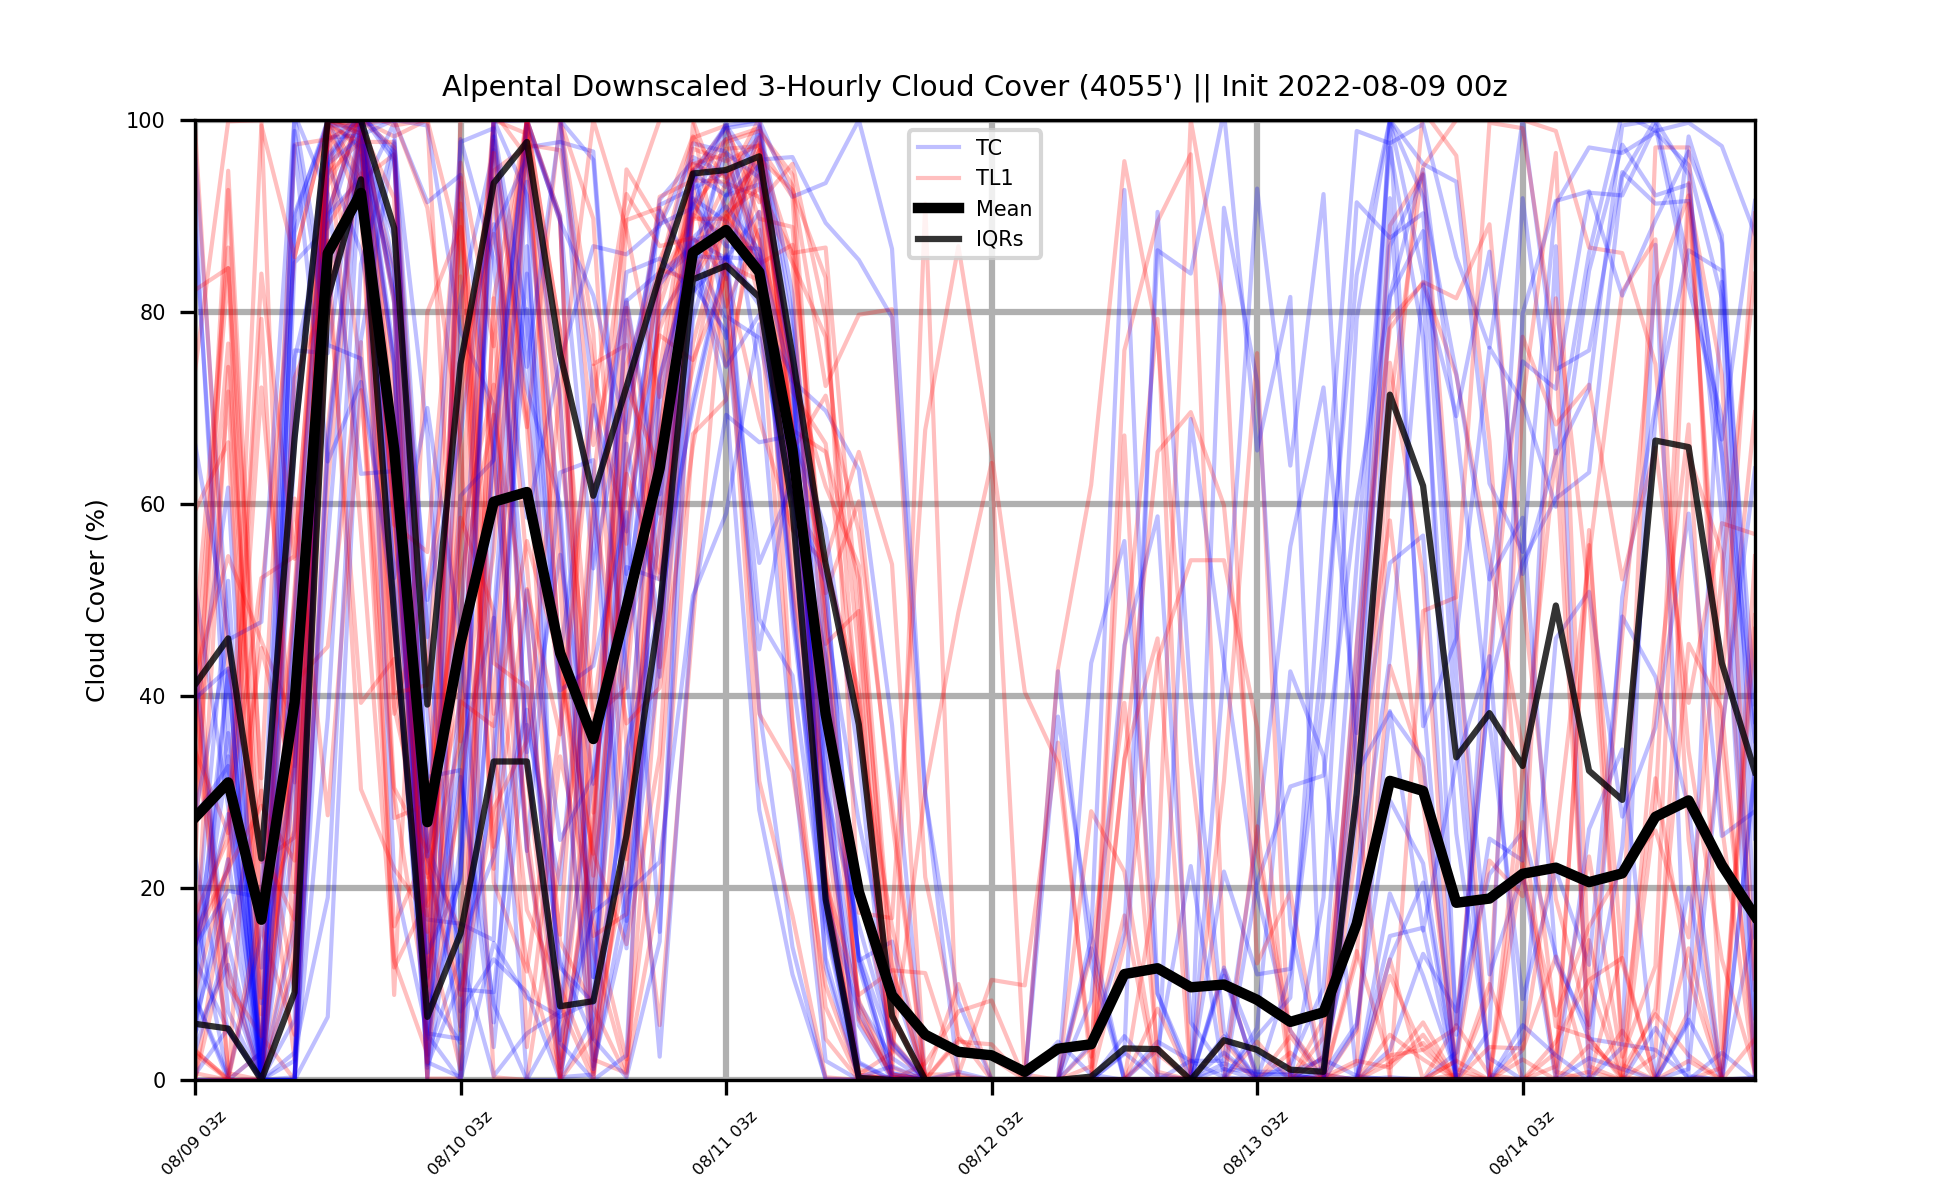 Alpental Downscaled 3-Hourly Cloud Cover (4055') || Init 2022-08-09 00z
TC
TL1
Mean
IQRs
Cloud Cover (%)
100
80
60
40
20
0
08/09 03z
08/10 03z
08/11 03z
08/12 03z
08/13 03z
08/14 03z